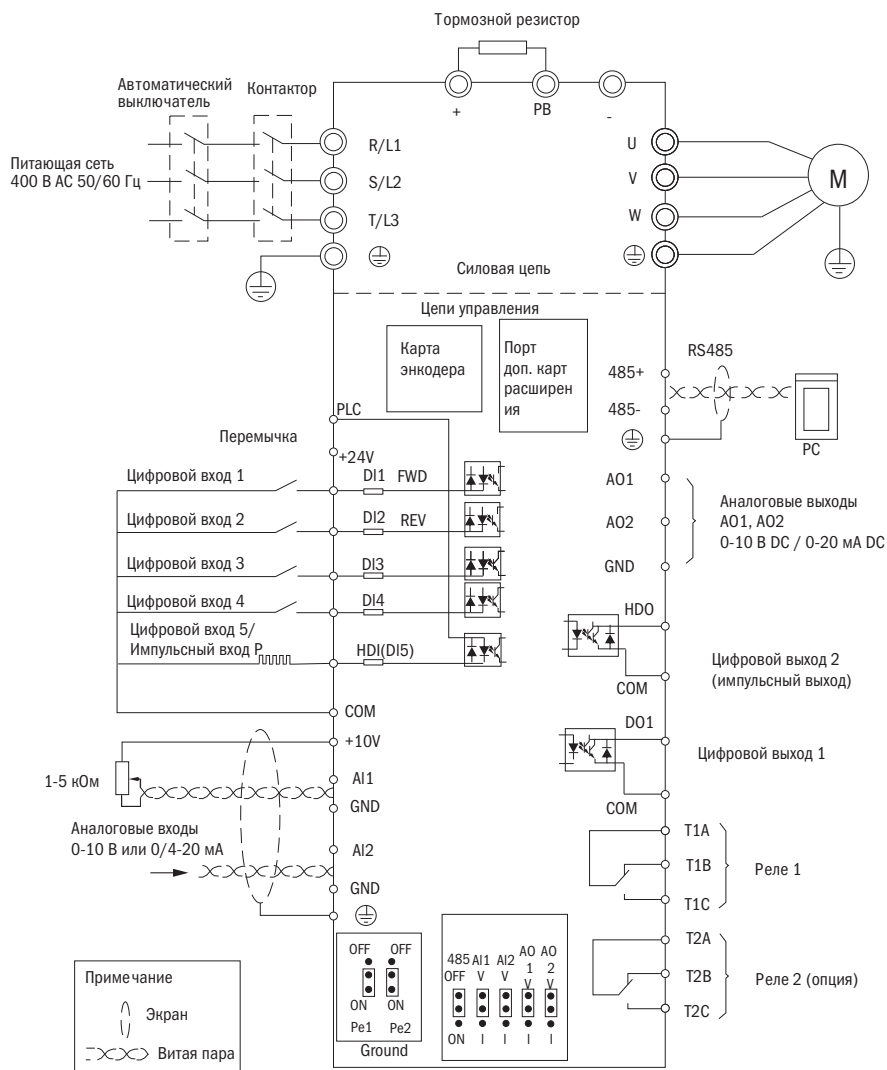 Тормозной резистор
Автоматический
выключатель
Контактор
+
PB
-
Питающая сеть
400 В АС 50/60 Гц
R/L1
S/L2
T/L3
U
V
W
M
Силовая цепь
Цепи управления
Карта
энкодера
Порт
доп. карт
расширен
ия
RS485
485+
485-
PC
PLC
Перемычка
+24V
Цифровой вход 1
DI1
FWD
Цифровой вход 2
DI2
REV
Цифровой вход 3
DI3
Цифровой вход 4
DI4
Цифровой вход 5/
Импульсный вход P
HDI(DI5)
COM
+10V
1-5 кОм
AI1
GND
Аналоговые входы
0-10 В или 0/4-20 мА
AI2
GND
AO1
AO2
GND
Аналоговые выходы
AO1, AO2
0-10 В DC / 0-20 мА DC
HDO
COM
Цифровой выход 2
(импульсный выход)
DO1
COM
Цифровой выход 1
T1A
T1B
T1C
Реле 1
T2A
T2B
T2C
Реле 2 (опция)
OFF OFF
ON ON
Pe1 Pe2
Ground
485 AI1 AI2 AO AO
1 2
OFF V V V V
ON I I I I
Примечание
Экран
Витая пара